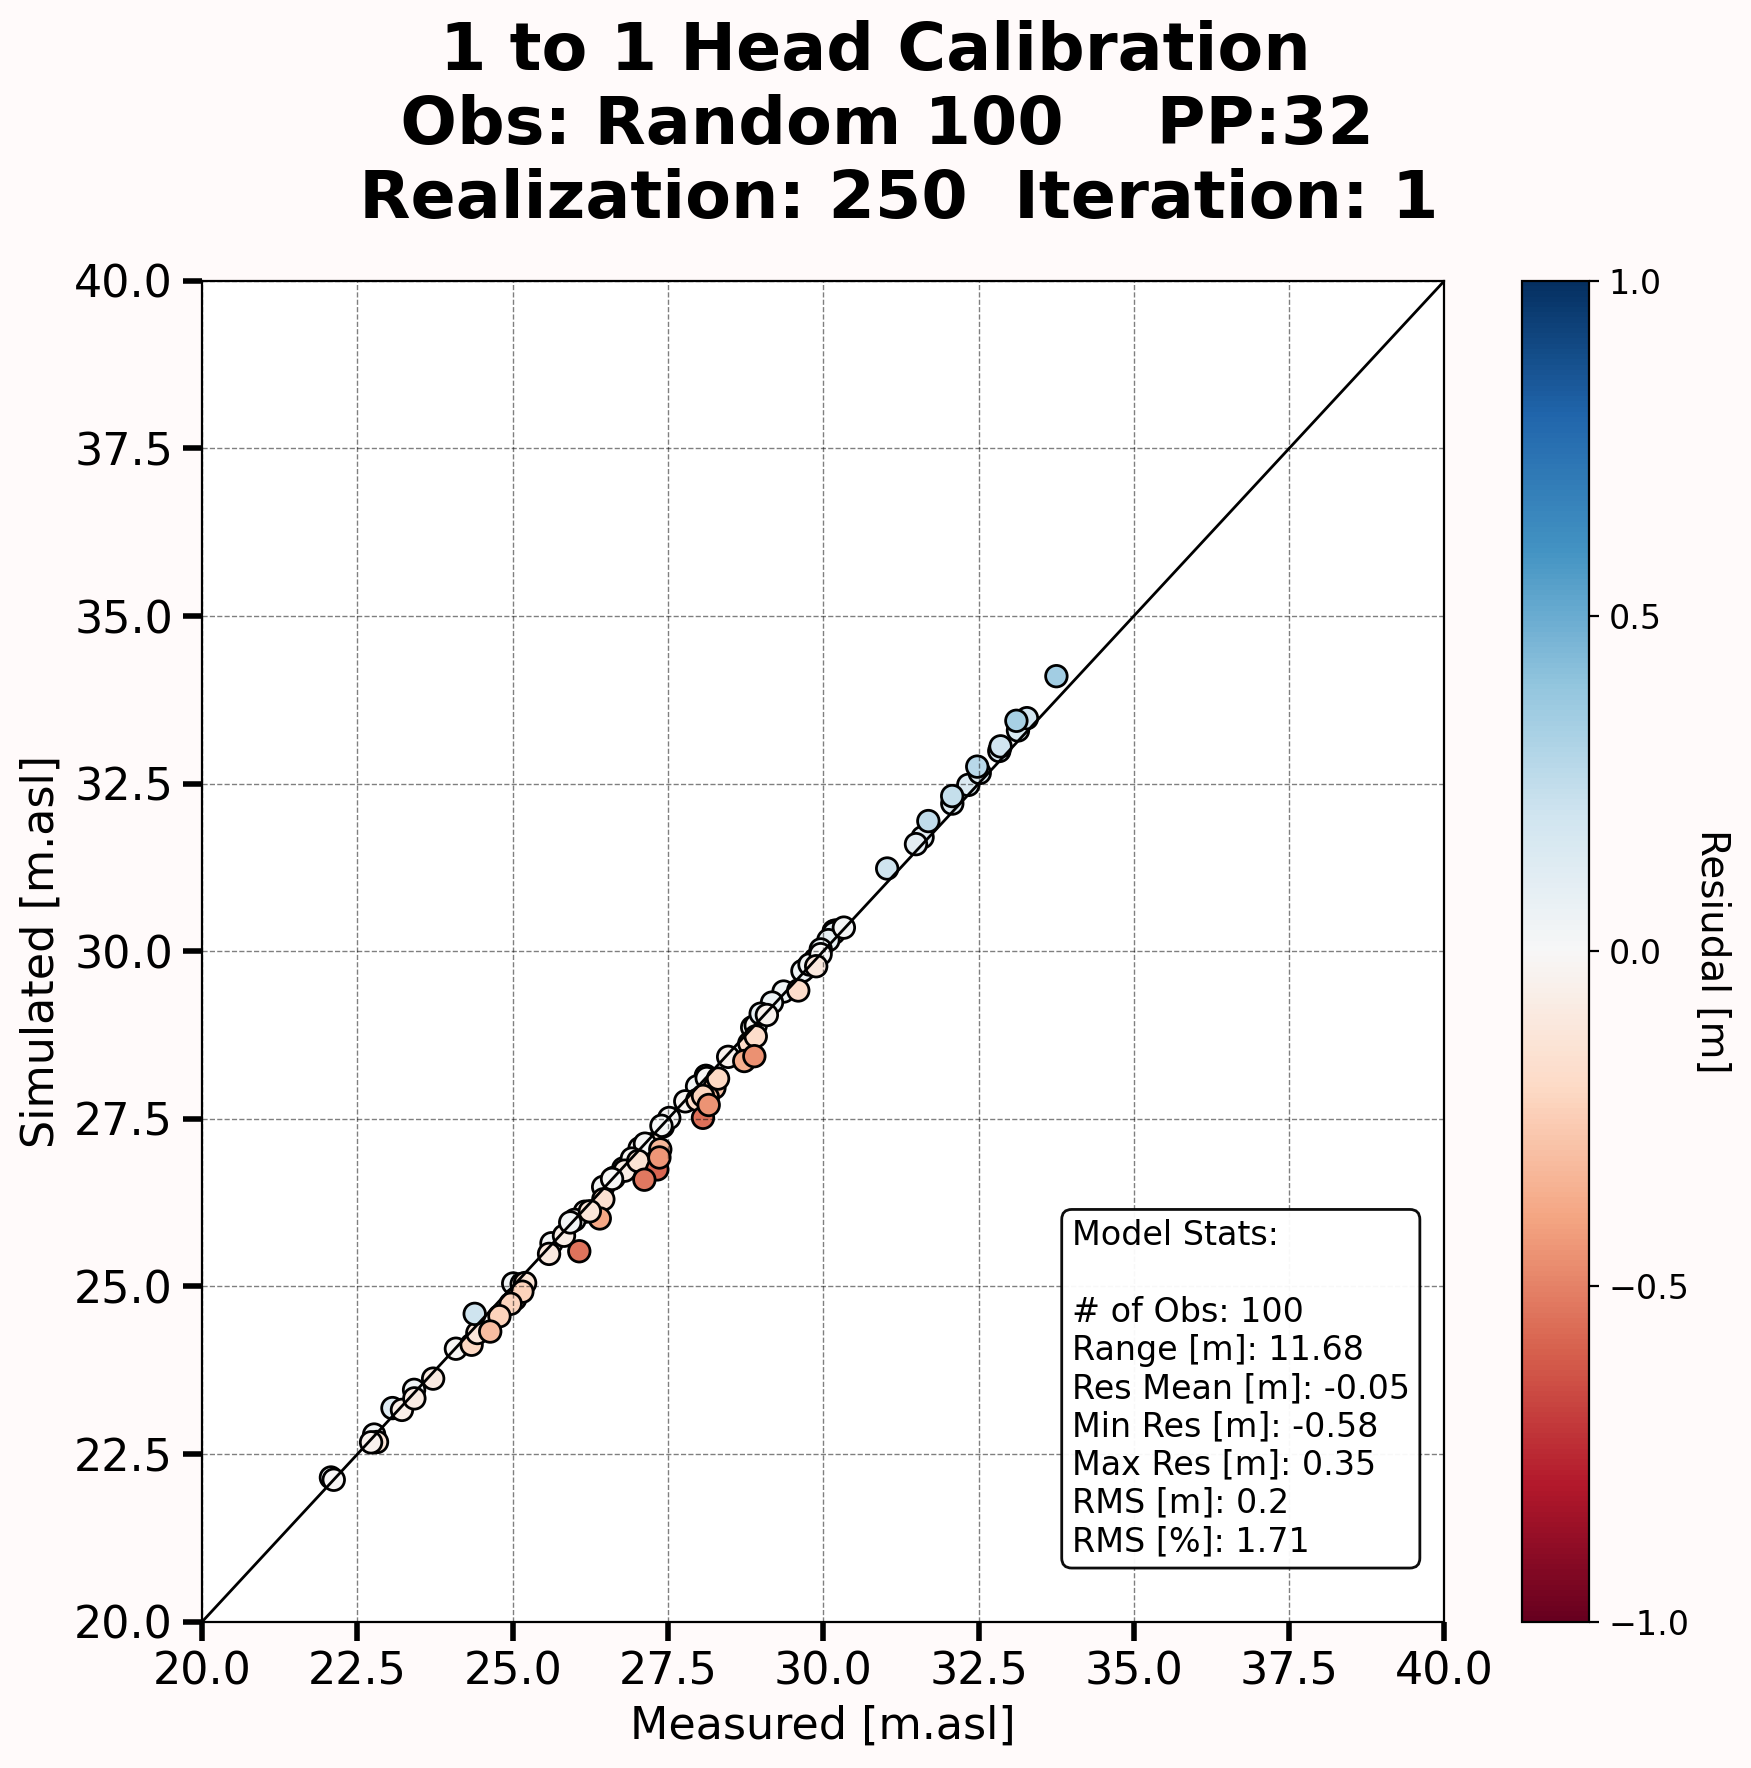 1 to 1 Head Calibration
Obs: Random 100    PP:32
Realization: 250  Iteration: 1
40.0
37.5
35.0
32.5
30.0
27.5
25.0
22.5
20.0
Simulated [m.asl]
20.0 22.5 25.0 27.5 30.0 32.5 35.0 37.5 40.0
Measured [m.asl]
Model Stats:
# of Obs: 100
Range [m]: 11.68
Res Mean [m]: -0.05
Min Res [m]: -0.58
Max Res [m]: 0.35
RMS [m]: 0.2
RMS [%]: 1.71
1.0
0.5
0.0
−0.5
−1.0
Resiudal [m]